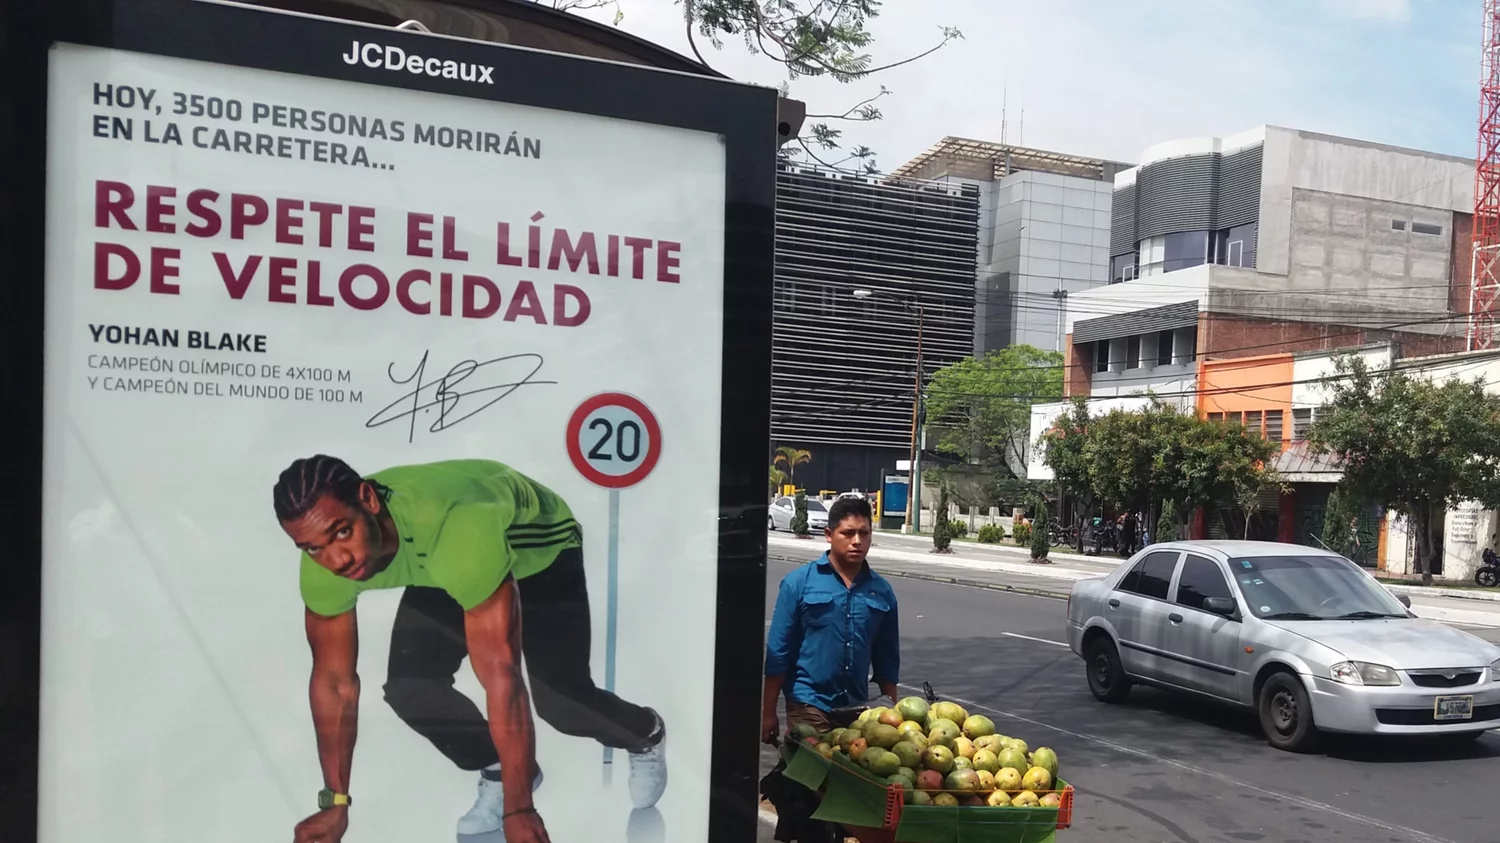 JCDecaux
HOY, 3500 PERSONAS MORIRÁN
EN LA CARRETERA...
RESPETE EL LÍMITE
DE VELOCIDAD
YOHAN BLAKE
CAMPEÓN OLÍMPICO DE 4X100 M
Y CAMPEÓN DEL MUNDO DE 100 M
20